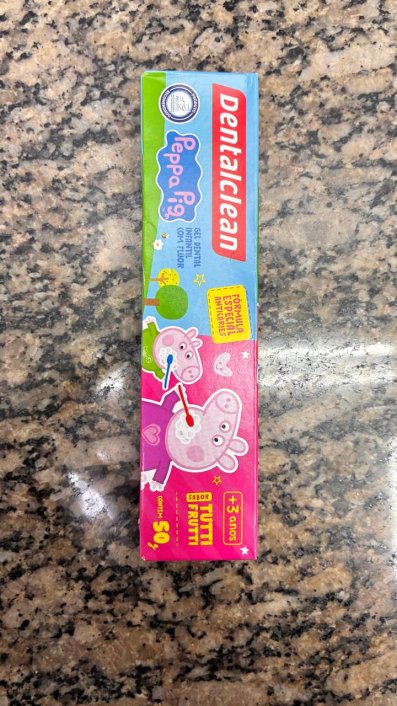 Dentalclean
Peppa Pig
GEL DENTAL
INFANTIL
COM FLÚOR
FÓRMULA
ESPECIAL
ANTICÁRIES
+3 anos
SABOR
TUTTI
FRUTTI
CONTÉM 50g